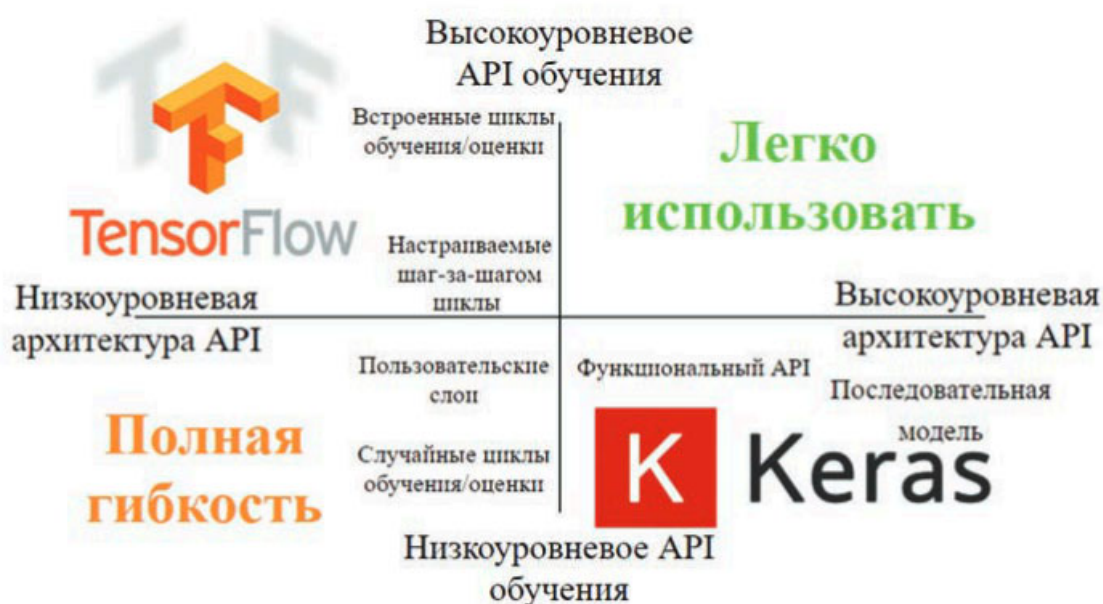 Высокоуровневое
API обучения
TensorFlow
Встроенные циклы
обучения/оценки
Легко
использовать
Настраиваемые
шаг-за-шагом
циклы
Низкоуровневая
архитектура API
Высокоуровневая
архитектура API
Пользовательские
слои
Функциональный API
Последовательная
модель
Полная
гибкость
Случайные циклы
обучения/оценки
K Keras
Низкоуровневое API
обучения